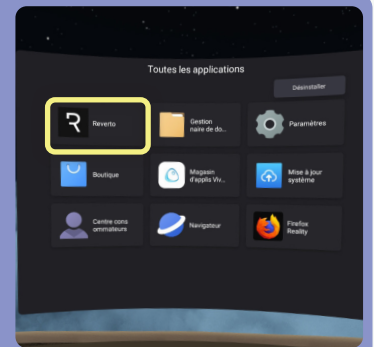 Toutes les applications
Désinstaller
Reverto
Gestion
naire de do...
Paramètres
Boutique
Magasin
d'applis Viv...
Mise à jour
système
Centre cons
ommateurs
Navigateur
Firefox
Reality